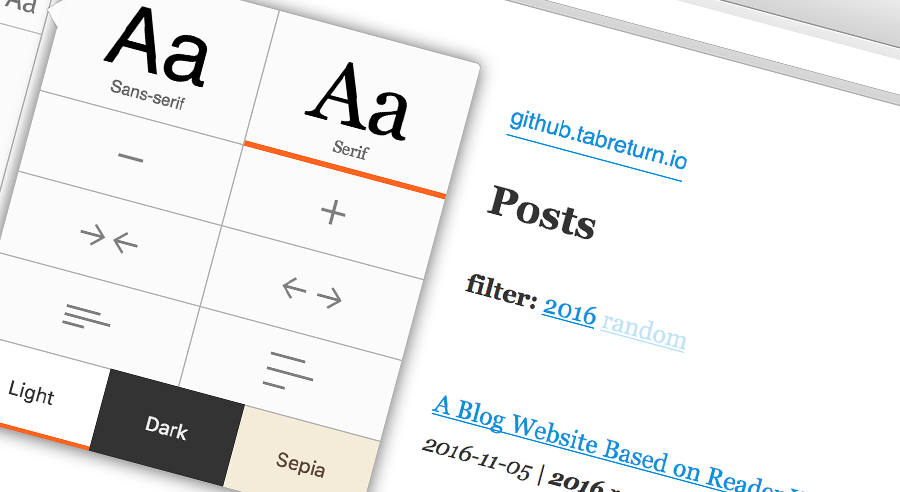 Aa
Aa
Sans-serif
Aa
Serif
Light
Dark
Sepia
github.tabreturn.io
Posts
filter: 2016 random
A Blog Website Based on Reader
2016-11-05 | 2016